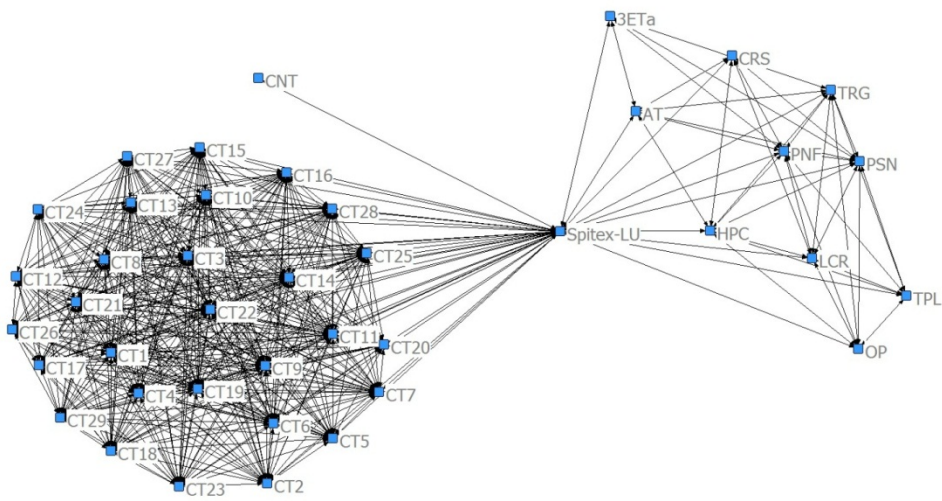 3ETa
CRS
CNT
TRG
AT
CT15
PNF
CT27
PSN
CT16
CT10
CT13
CT28
CT24
Spitex-LU
HPC
CT25
CT3
CT8
LCR
CT12
CT14
TPL
CT21
CT22
CT26
CT11
CT20
OP
CT1
CT17
CT9
CT19
CT4
CT7
CT29
CT6
CT5
CT18
CT2
CT23